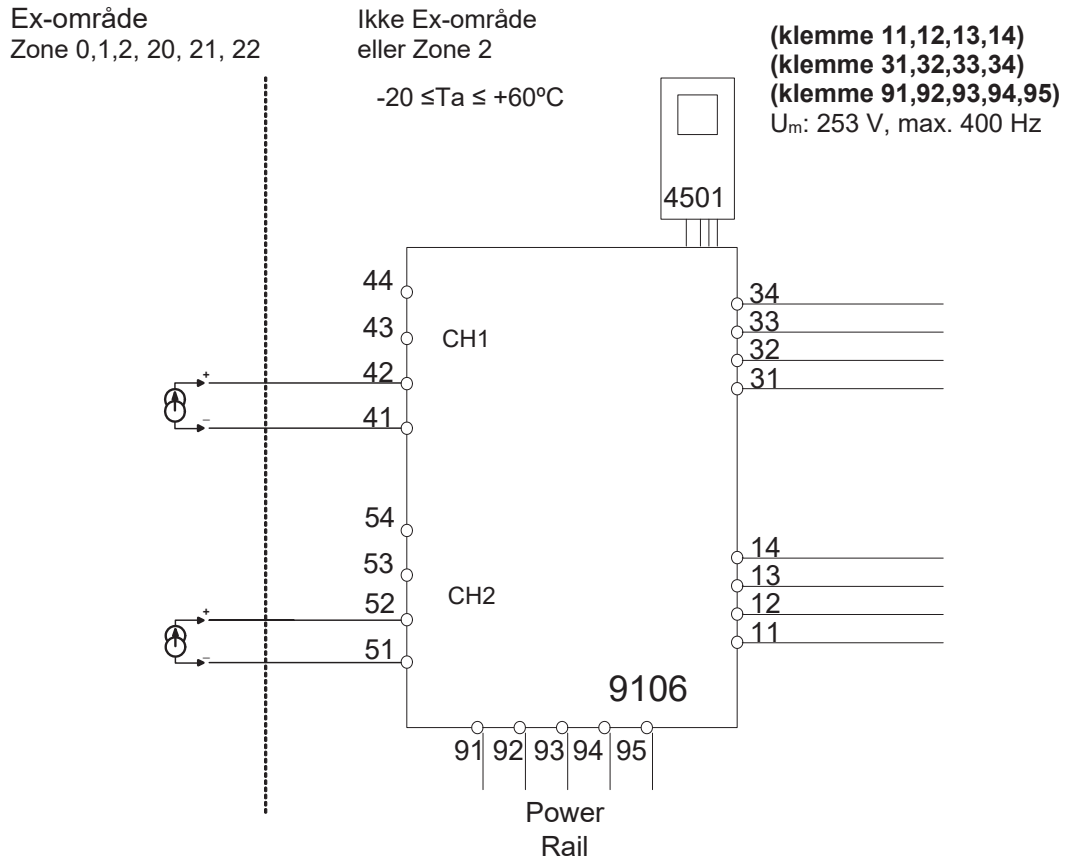 Ex-område
Zone 0,1,2, 20, 21, 22
Ikke Ex-område
eller Zone 2
-20 ≤Ta ≤ +60ºC
(klemme 11,12,13,14)
(klemme 31,32,33,34)
(klemme 91,92,93,94,95)
Um: 253 V, max. 400 Hz
4501
44
43
CH1
42
+
41
–
34
33
32
31
54
53
CH2
52
+
51
–
14
13
12
11
9106
91 92 93 94 95
Power
Rail